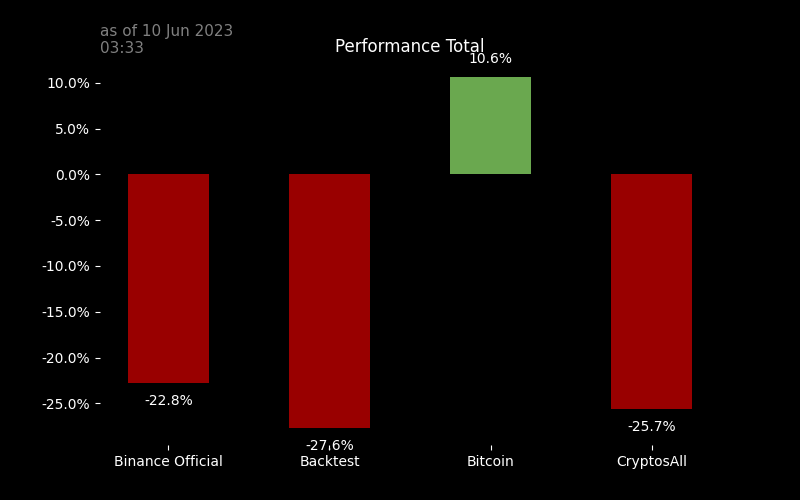 as of 10 Jun 2023
03:33
Performance Total
10.6%
10.0%
5.0%
0.0%
-5.0%
-10.0%
-15.0%
-20.0%
-25.0%
-22.8%
-27.6%
-25.7%
Binance Official
Backtest
Bitcoin
CryptosAll